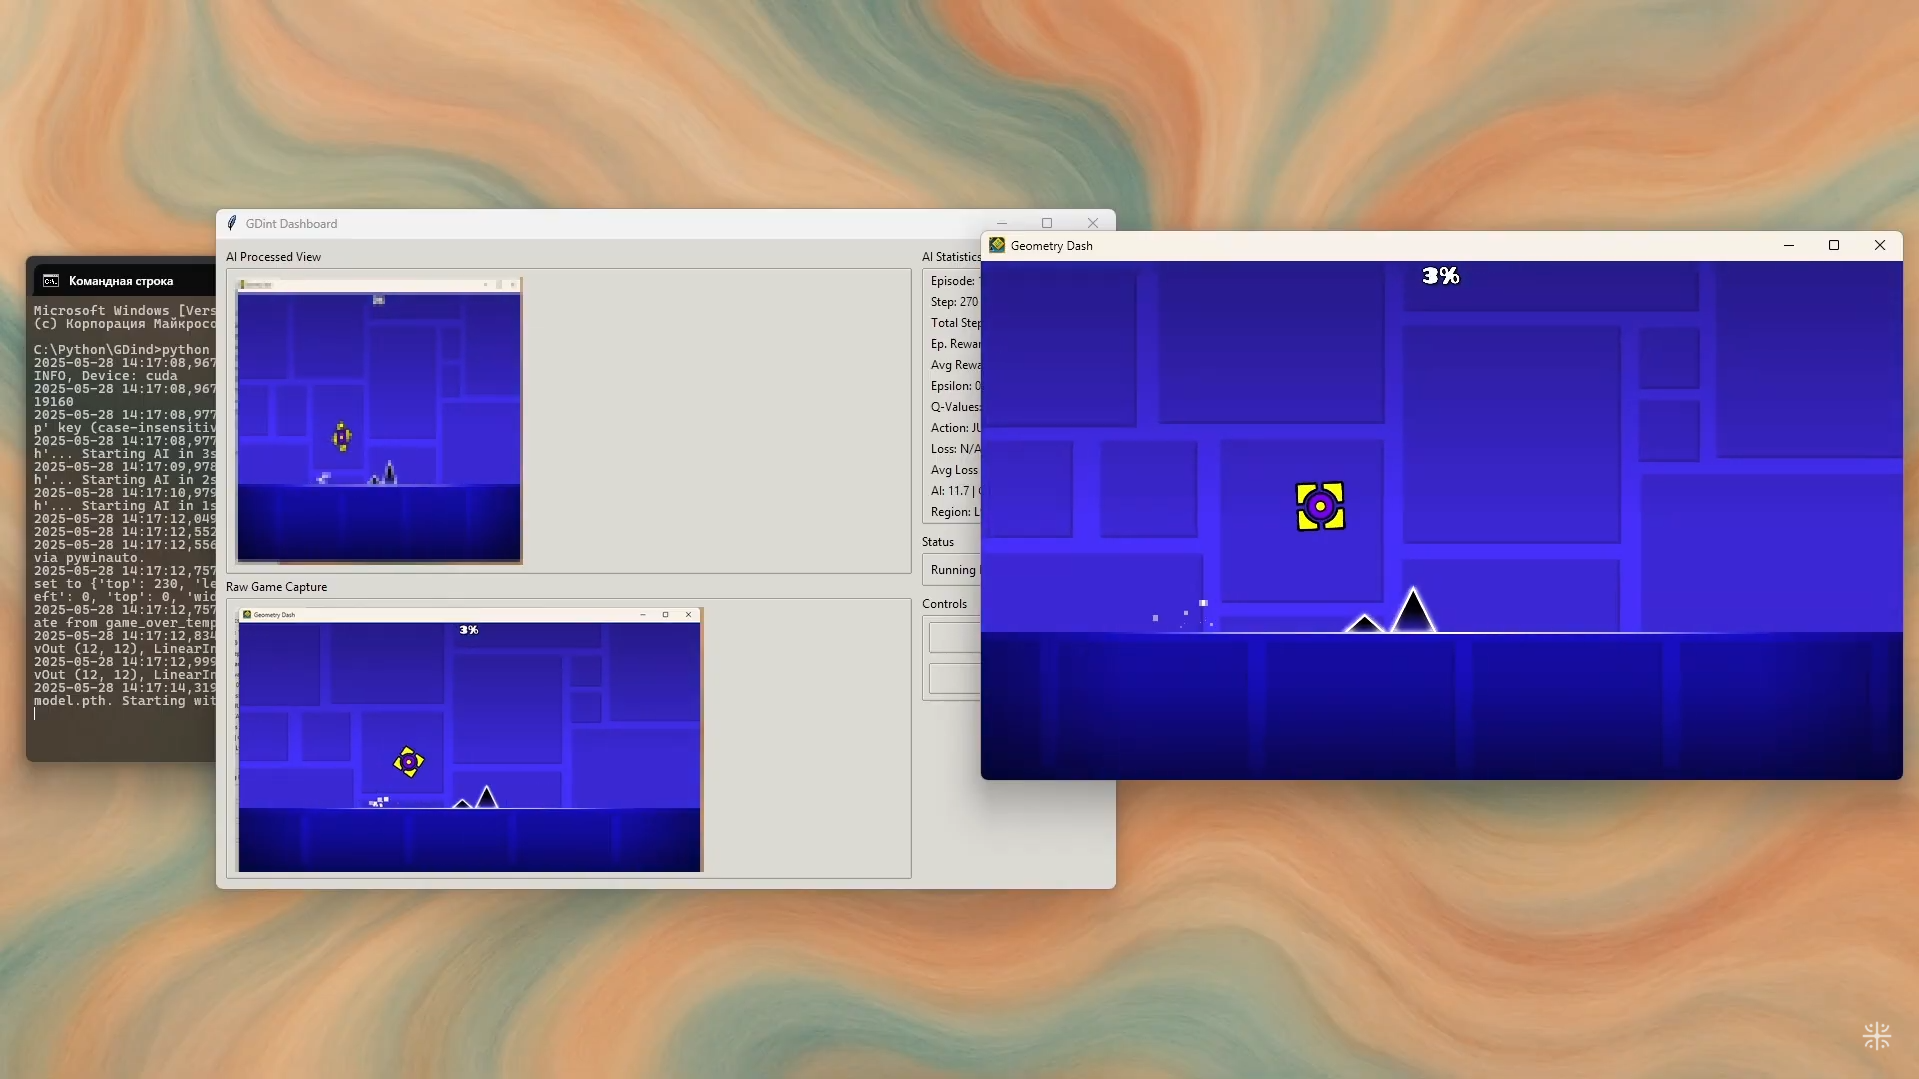 Командная строка
Microsoft Windows [Vers
(c) Корпорация Майкросо
C:\Python\GDind>python
2025-05-28 14:17:08,967
INFO, Device: cuda
2025-05-28 14:17:08,967
19160
2025-05-28 14:17:08,977
p' key (case-insensitiv
2025-05-28 14:17:08,977
h'... Starting AI in 3s
2025-05-28 14:17:09,978
h'... Starting AI in 2s
2025-05-28 14:17:10,979
h'... Starting AI in 1s
2025-05-28 14:17:12,049
2025-05-28 14:17:12,552
2025-05-28 14:17:12,556
via pywinauto.
2025-05-28 14:17:12,757
set to {'top': 230, 'le
eft': 0, 'top': 0, 'wid
2025-05-28 14:17:12,757
ate from game_over_temp
2025-05-28 14:17:12,834
vOut (12, 12), LinearIn
2025-05-28 14:17:12,999
vOut (12, 12), LinearIn
2025-05-28 14:17:14,319
model.pth. Starting wit
GDint Dashboard
AI Processed View
Raw Game Capture
Geometry Dash
3%
AI Statistics
Episode:
Step: 270
Total Step
Ep. Rewar
Avg Rewa
Epsilon: 0
Q-Values:
Action: JU
Loss: N/A
Avg Loss
AI: 11.7 |
Region: L
Status
Running
Controls
Geometry Dash
3%